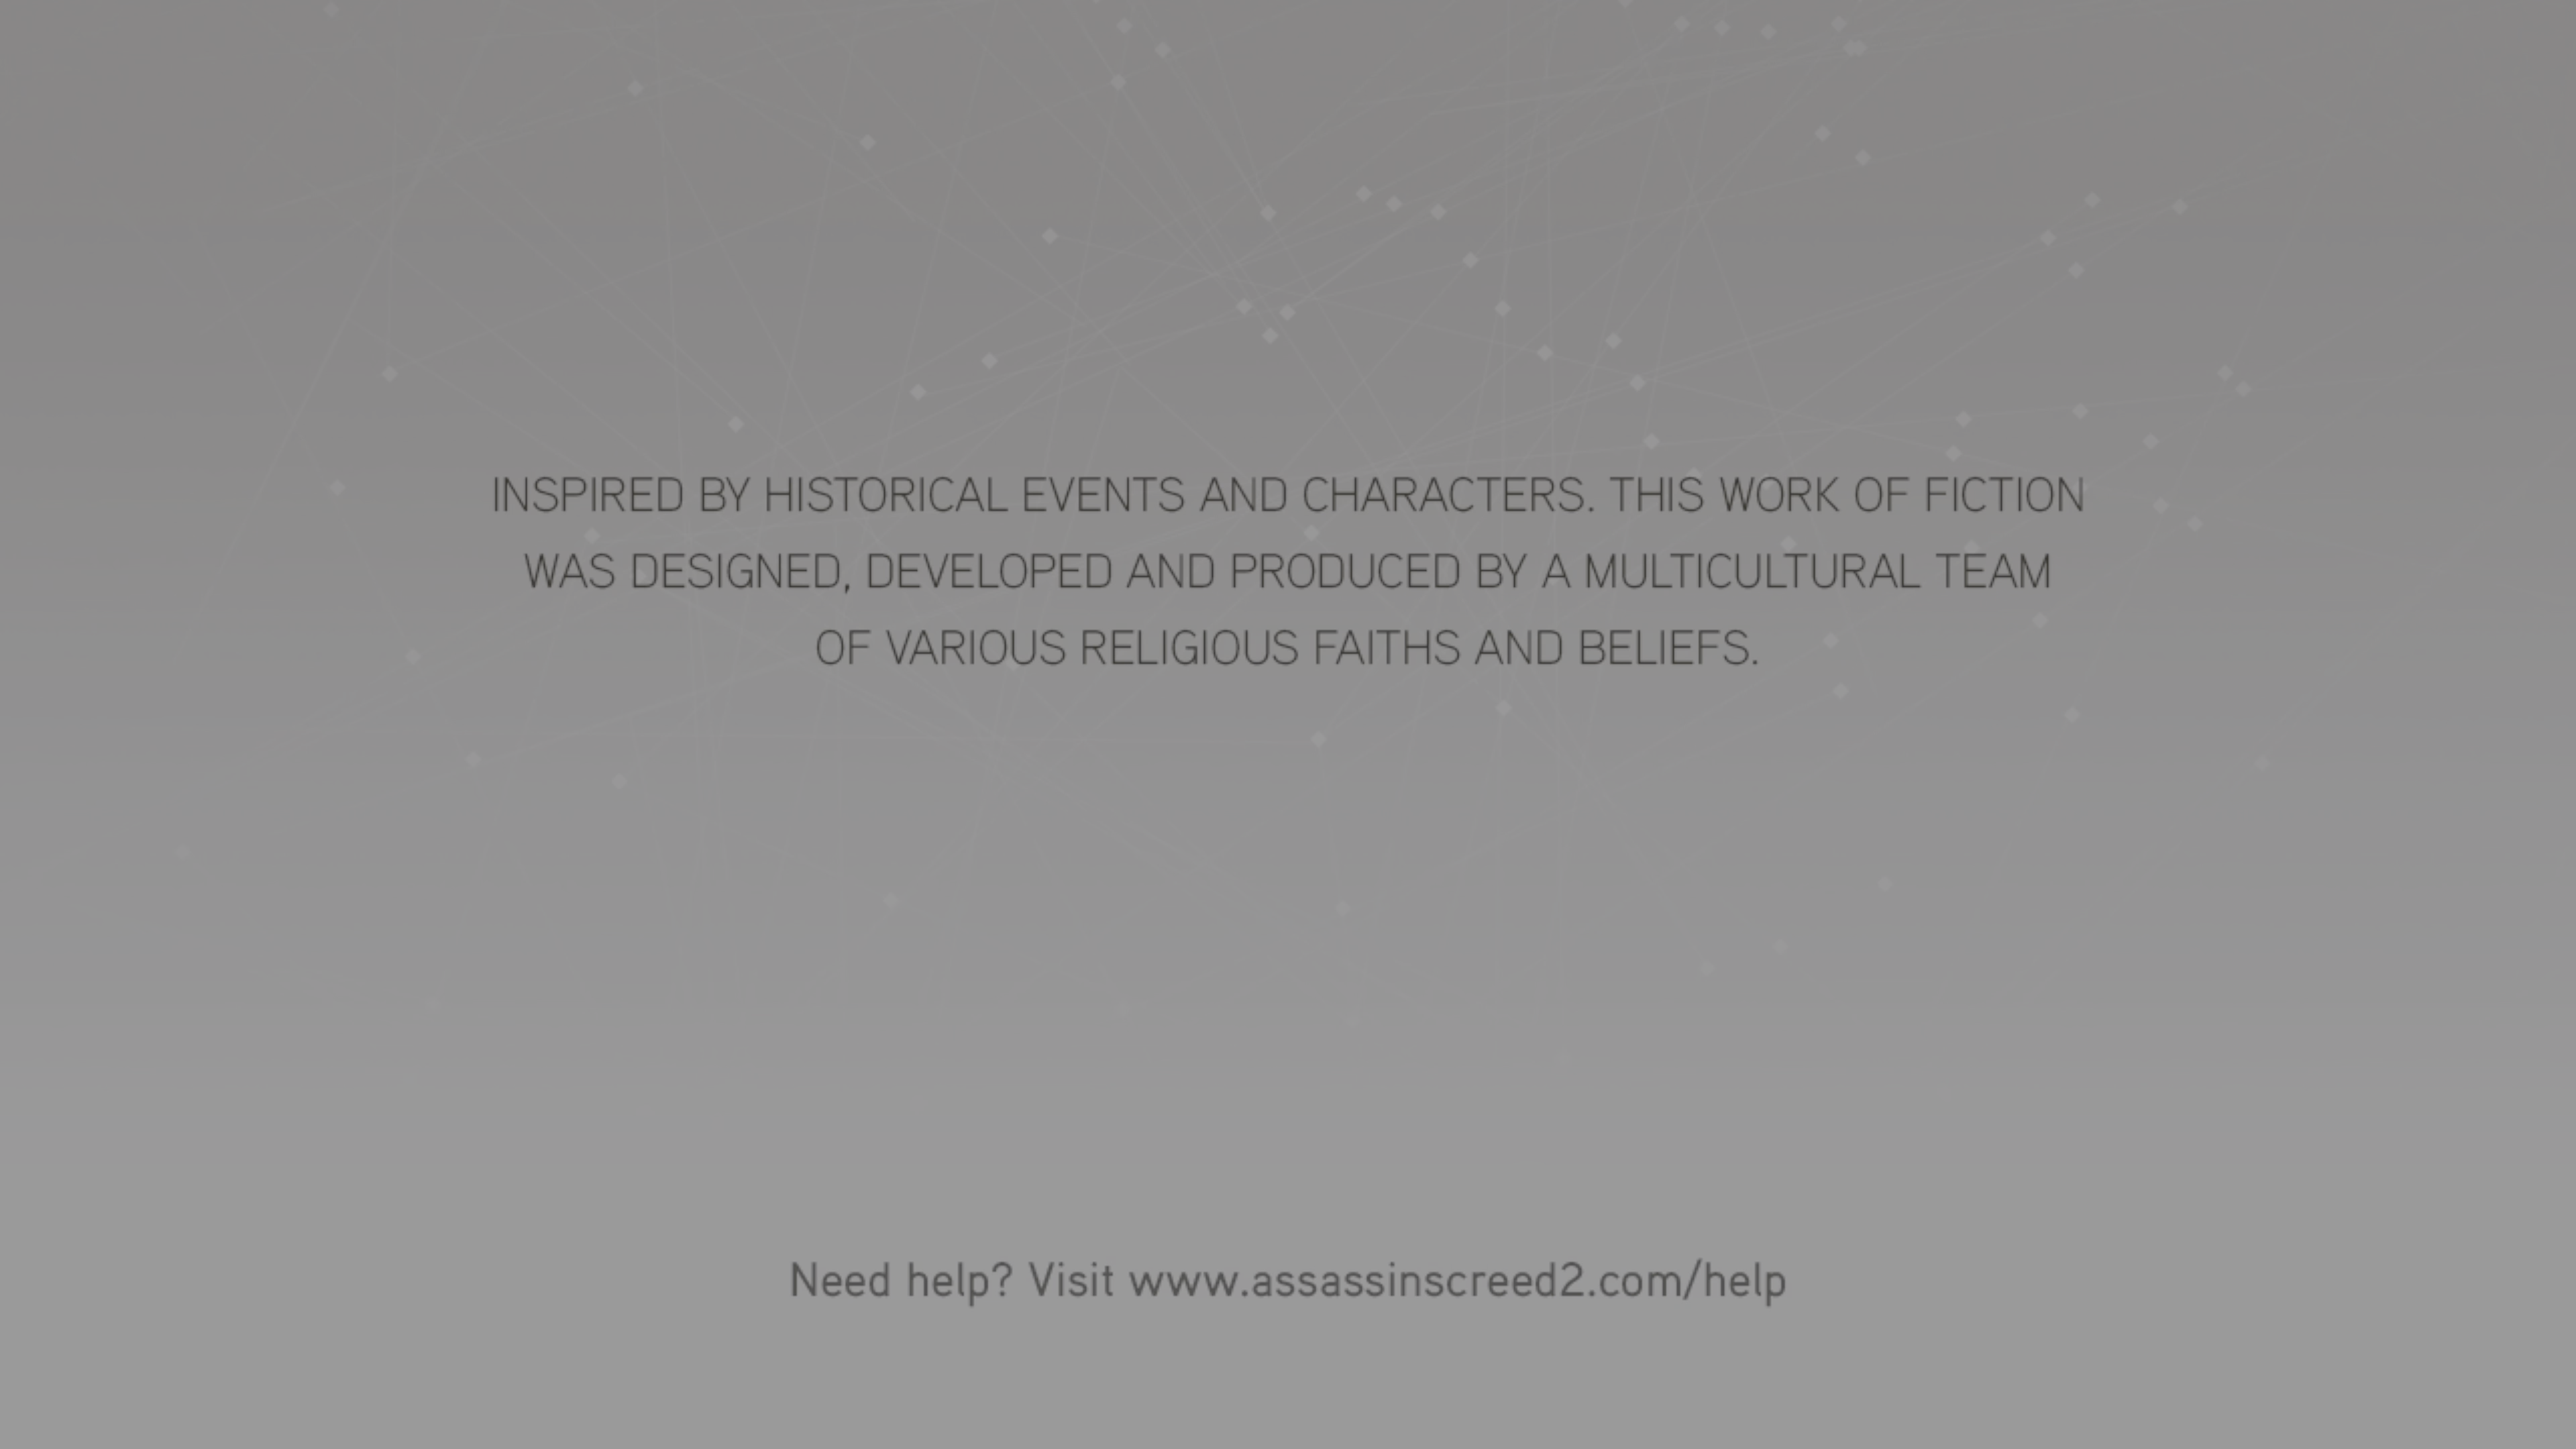 INSPIRED BY HISTORICAL EVENTS AND CHARACTERS. THIS WORK OF FICTION
WAS DESIGNED, DEVELOPED AND PRODUCED BY A MULTICULTURAL TEAM
OF VARIOUS RELIGIOUS FAITHS AND BELIEFS.
Need help? Visit www.assassinscreed2.com/help